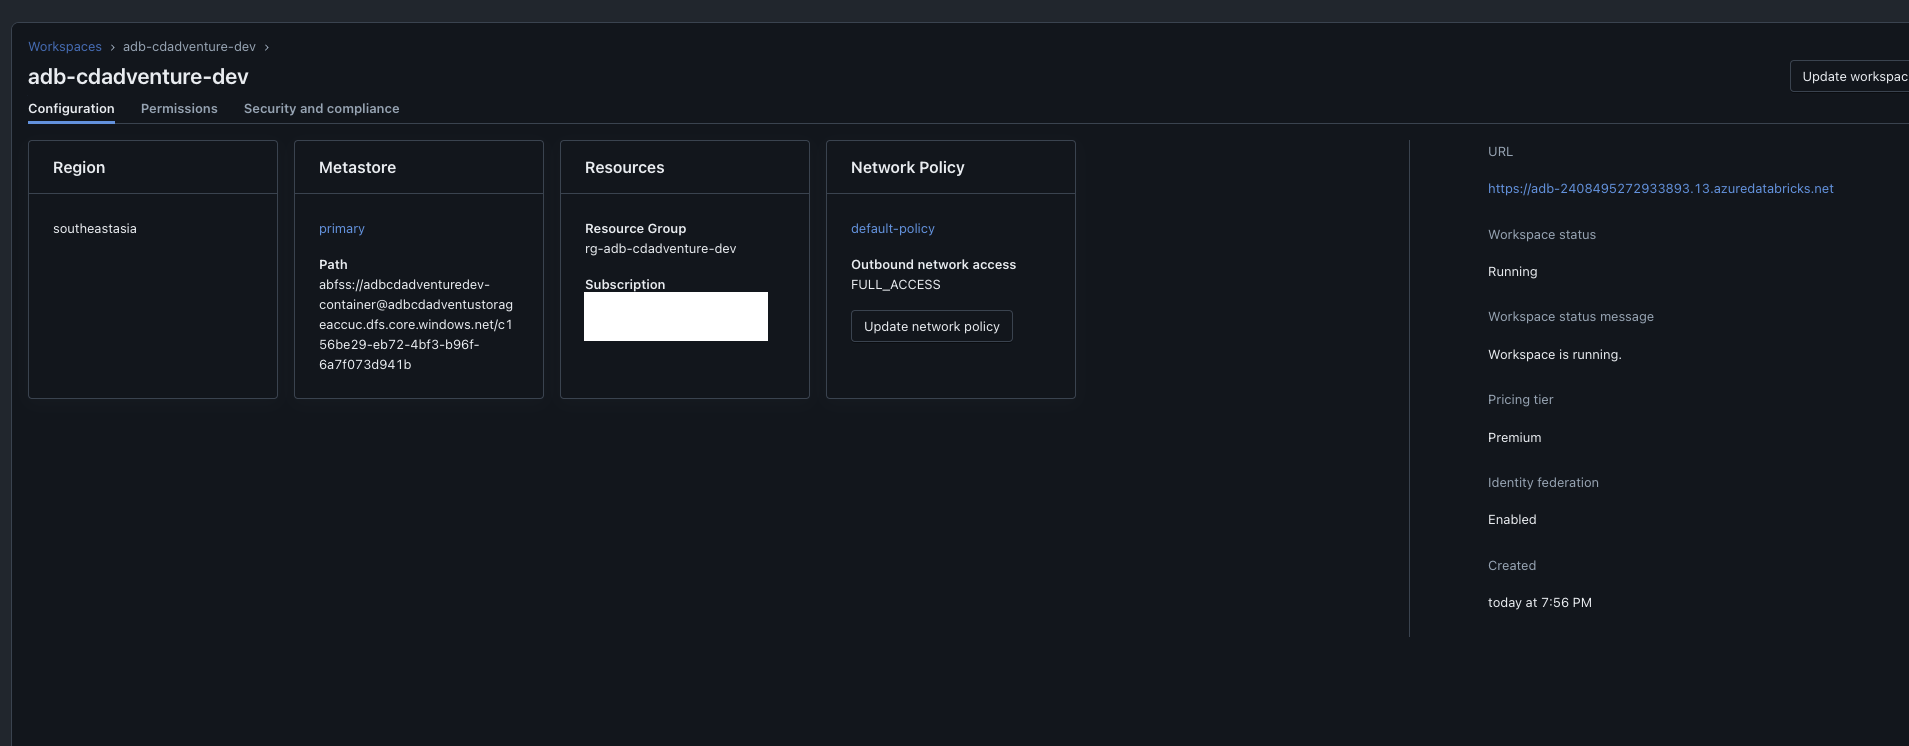 Workspaces › adb-cdadventure-dev ›
adb-cdadventure-dev
Update workspac
Configuration Permissions Security and compliance
Region
southeastasia
Metastore
primary
Path
abfss://adbcdadventuredev-
container@adbcdadventustorag
eaccuc.dfs.core.windows.net/c1
56be29-eb72-4bf3-b96f-
6a7f073d941b
Resources
Resource Group
rg-adb-cdadventure-dev
Subscription
Network Policy
default-policy
Outbound network access
FULL_ACCESS
Update network policy
URL
https://adb-2408495272933893.13.azuredatabricks.net
Workspace status
Running
Workspace status message
Workspace is running.
Pricing tier
Premium
Identity federation
Enabled
Created
today at 7:56 PM